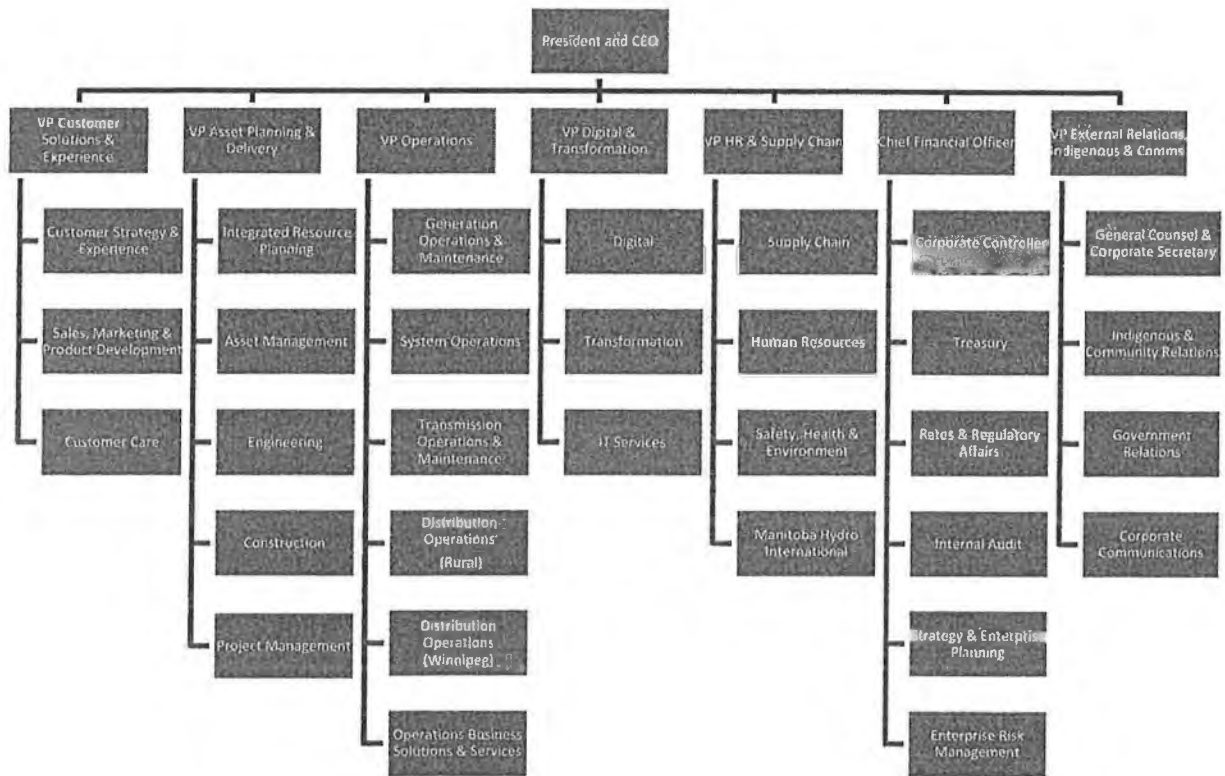 President and CEO
VP Customer
Solutions &
Experience
VP Asset Planning &
Delivery
VP Operations
VP Digital &
Transformation
VP HR & Supply Chain
Chief Financial Officer
VP External Relations,
Indigenous & Comms
Customer Strategy &
Experience
Sales, Marketing &
Product Development
Customer Care
Integrated Resource
Planning
Asset Management
Engineering
Construction
Project Management
Generation
Operations &
Maintenance
System Operations
Transmission
Operations &
Maintenance
Distribution
Operations
(Rural)
Distribution
Operations
(Winnipeg)
Operations Business
Solutions & Services
Digital
Transformation
IT Services
Supply Chain
Human Resources
Safety, Health &
Environment
Manitoba Hydro
International
Corporate Controller
Treasury
Rates & Regulatory
Affairs
Internal Audit
Strategy & Enterprise
Planning
Enterprise Risk
Management
General Counsel &
Corporate Secretary
Indigenous &
Community Relations
Government
Relations
Corporate
Communications